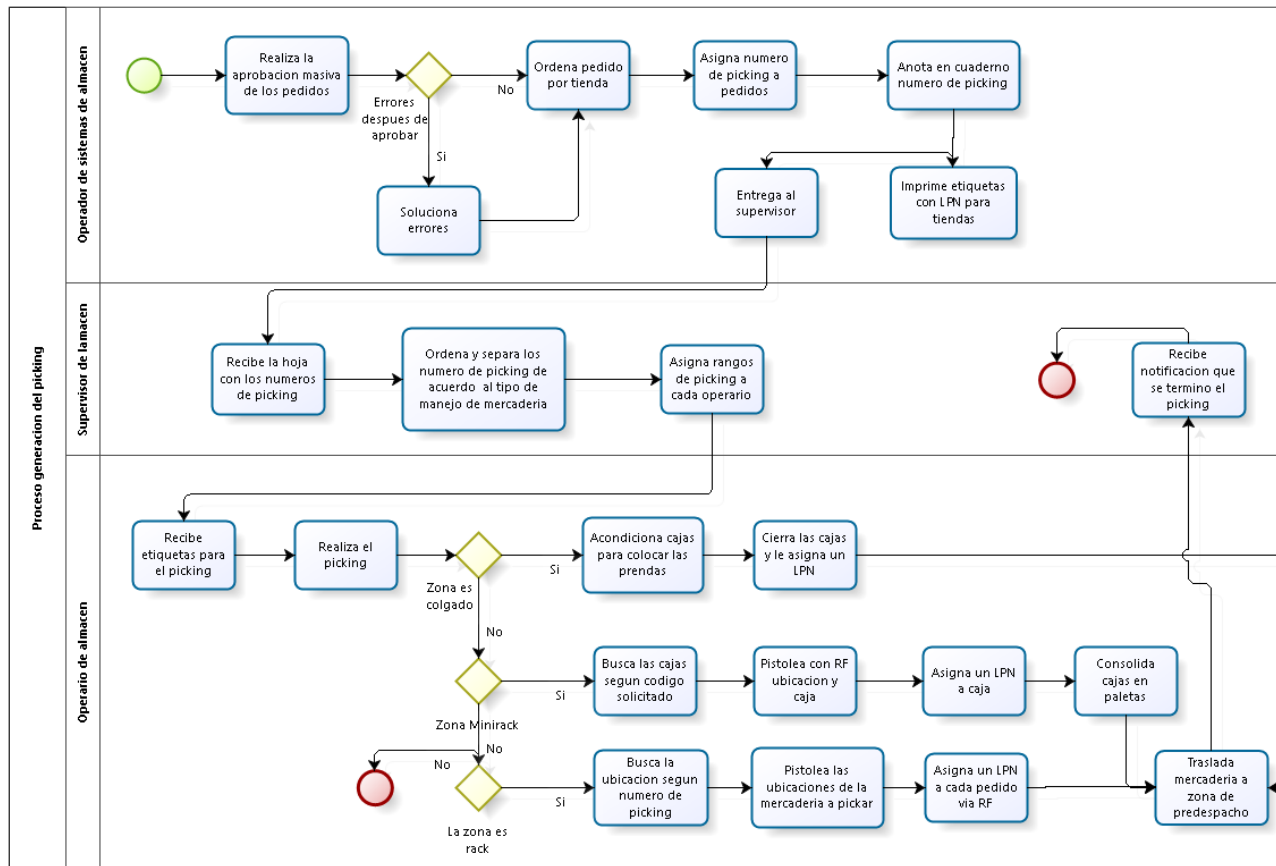 Proceso generacion del picking
Operador de sistemas de almacen
Realiza la
aprobacion masiva
de los pedidos
Errores
despues de
aprobar
No
Si
Soluciona
errores
Ordena pedido
por tienda
Asigna numero
de picking a
pedidos
Anota en cuaderno
numero de picking
Entrega al
supervisor
Imprime etiquetas
con LPN para
tiendas
Supervisor de lamacen
Recibe la hoja
con los numeros
de picking
Ordena y separa los
numero de picking de
acuerdo al tipo de
manejo de mercaderia
Asigna rangos
de picking a
cada operario
Recibe
notificacion que
se termino el
picking
Operario de almacen
Recibe
etiquetas para
el picking
Realiza el
picking
Zona es
colgado
Si
No
Acondiciona cajas
para colocar las
prendas
Cierra las cajas
y le asigna un
LPN
Zona Minirack
Si
No
Busca las cajas
segun codigo
solicitado
Pistolea con RF
ubicacion y
caja
Asigna un LPN
a caja
Consolida
cajas en
paletas
No
La zona es
rack
Si
Busca la
ubicacion segun
numero de
picking
Pistolea las
ubicaciones de la
mercaderia a pickar
Asigna un LPN
a cada pedido
via RF
Traslada
mercaderia a
zona de
predespacho